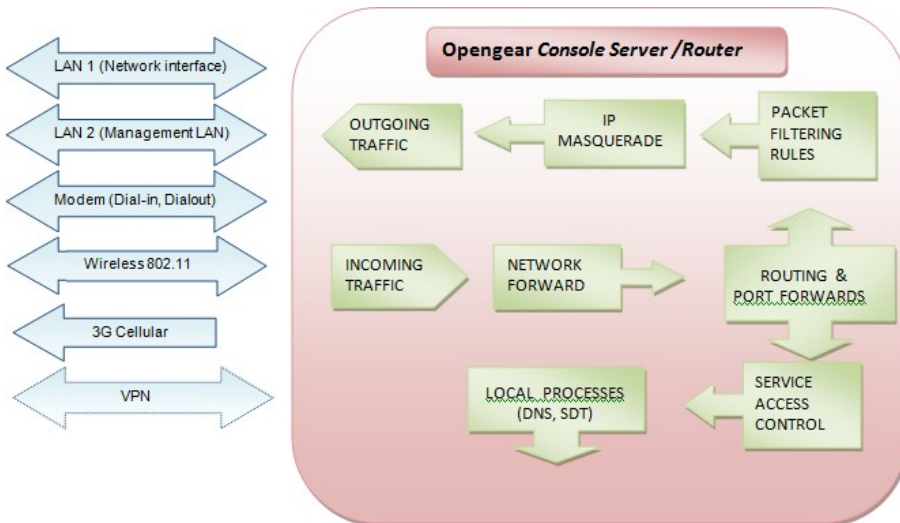 Opengear Console Server /Router
LAN 1 (Network interface)
LAN 2 (Management LAN)
Modem (Dial-in, Dialout)
Wireless 802.11
3G Cellular
VPN
OUTGOING
TRAFFIC
IP
MASQUERADE
PACKET
FILTERING
RULES
INCOMING
TRAFFIC
NETWORK
FORWARD
ROUTING &
PORT FORWARDS
LOCAL PROCESSES
(DNS, SDT)
SERVICE
ACCESS
CONTROL